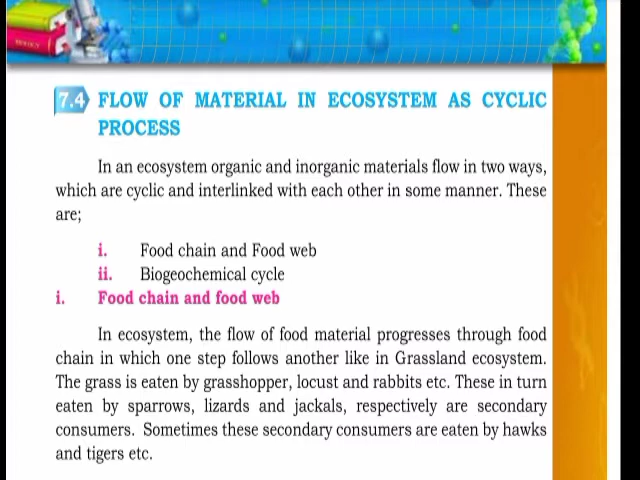 7.4 FLOW OF MATERIAL IN ECOSYSTEM AS CYCLIC
PROCESS
In an ecosystem organic and inorganic materials flow in two ways,
which are cyclic and interlinked with each other in some manner. These
are;
i. Food chain and Food web
ii. Biogeochemical cycle
i. Food chain and food web
In ecosystem, the flow of food material progresses through food
chain in which one step follows another like in Grassland ecosystem.
The grass is eaten by grasshopper, locust and rabbits etc. These in turn
eaten by sparrows, lizards and jackals, respectively are secondary
consumers. Sometimes these secondary consumers are eaten by hawks
and tigers etc.